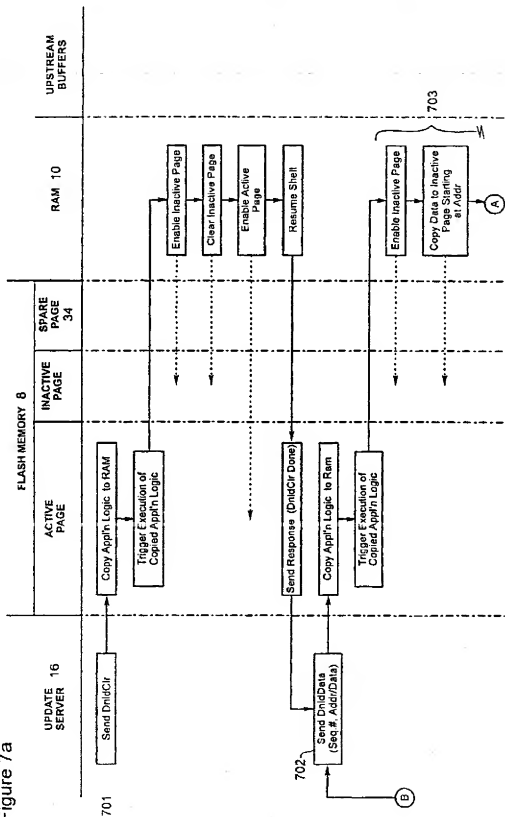 Figure 7a
FLASH MEMORY 8
UPDATE
SERVER 16
ACTIVE
PAGE
INACTIVE
PAGE
SPARE
PAGE
34
RAM 10
UPSTREAM
BUFFERS
701
Send DnldClr
Copy Appl'n Logic to RAM
Trigger Execution of
Copied Appl'n Logic
Enable Inactive Page
Clear Inactive Page
Enable Active
Page
Resume Shell
Send Response (DnldClr Done)
702
Send DnldData
(Seq.#, Addr/Data)
Copy Appl'n Logic to Ram
Trigger Execution of
Copied Appl'n Logic
Enable Inactive Page
703
Copy Data to Inactive
Page Starting
at Addr
A
B